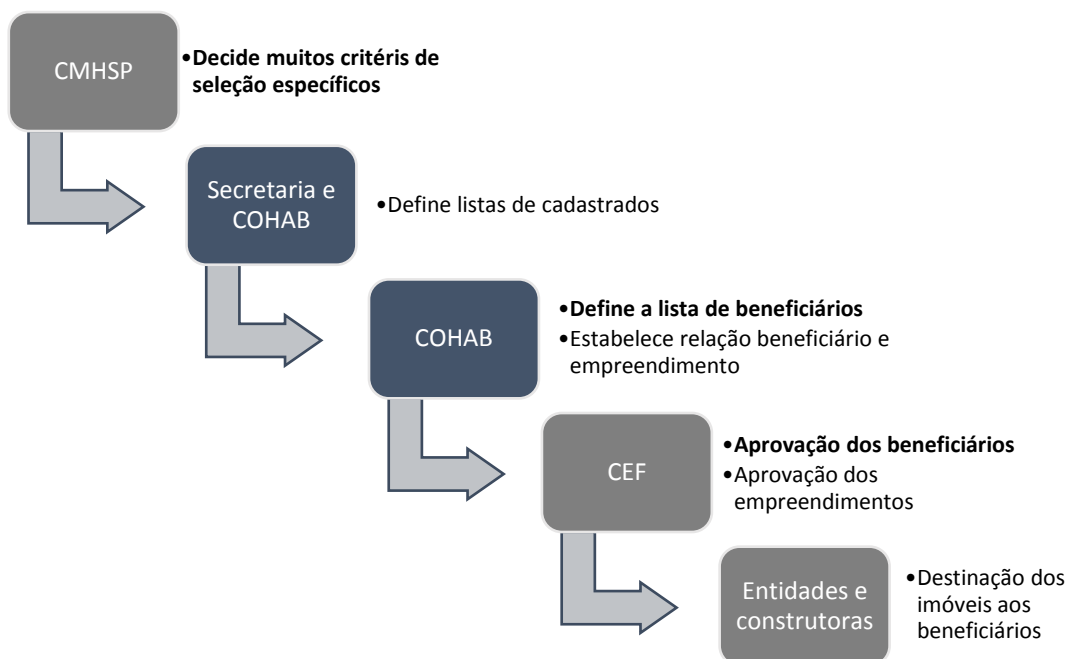 CMHSP
•Decide muitos critéris de
seleção específicos
Secretaria e
COHAB
•Define listas de cadastrados
COHAB
•Define a lista de beneficiários
•Estabelece relação beneficiário e
empreendimento
CEF
•Aprovação dos beneficiários
•Aprovação dos
empreendimentos
Entidades e
construtoras
•Destinação dos
imóveis aos
beneficiários